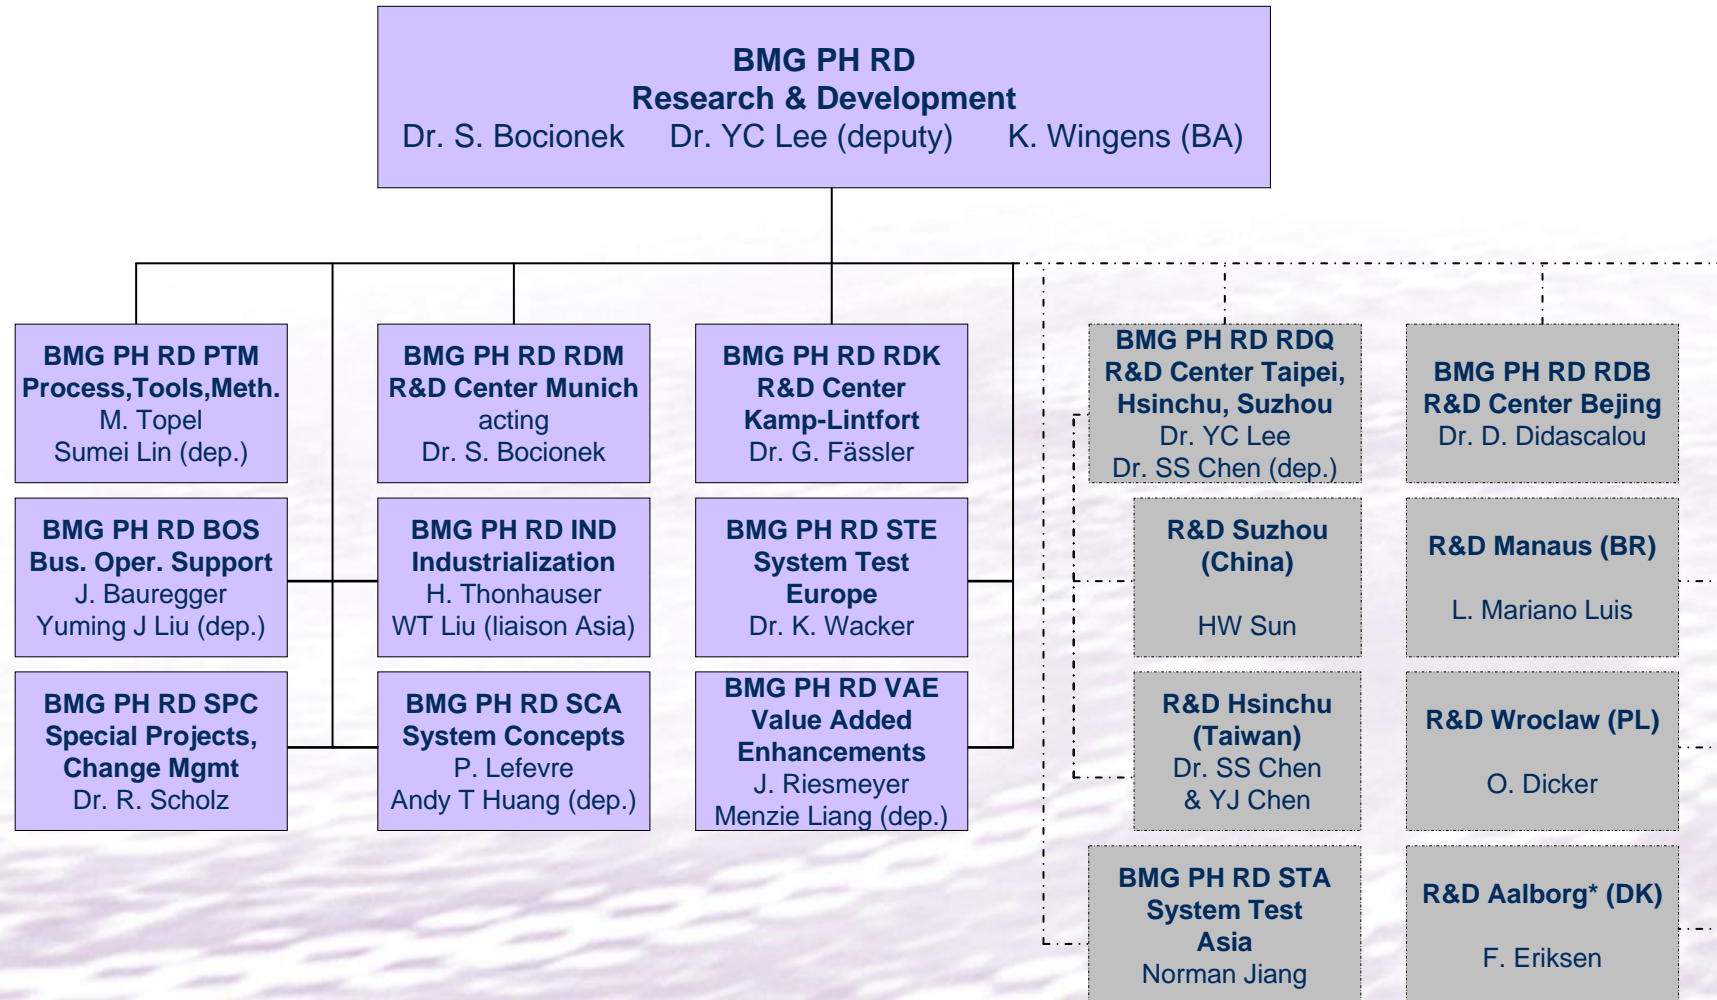 BMG PH RD
Research & Development
Dr. S. Bocionek Dr. YC Lee (deputy) K. Wingens (BA)
BMG PH RD PTM
Process,Tools,Meth.
M. Topel
Sumei Lin (dep.)
BMG PH RD RDM
R&D Center Munich
acting
Dr. S. Bocionek
BMG PH RD RDK
R&D Center
Kamp-Lintfort
Dr. G. Fässler
BMG PH RD RDQ
R&D Center Taipei,
Hsinchu, Suzhou
Dr. YC Lee
Dr. SS Chen (dep.)
BMG PH RD RDB
R&D Center Bejing
Dr. D. Didascalou
BMG PH RD BOS
Bus. Oper. Support
J. Bauregger
Yuming J Liu (dep.)
BMG PH RD IND
Industrialization
H. Thonhauser
WT Liu (liaison Asia)
BMG PH RD STE
System Test
Europe
Dr. K. Wacker
R&D Suzhou
(China)
HW Sun
R&D Manaus (BR)
L. Mariano Luis
BMG PH RD SPC
Special Projects,
Change Mgmt
Dr. R. Scholz
BMG PH RD SCA
System Concepts
P. Lefevre
Andy T Huang (dep.)
BMG PH RD VAE
Value Added
Enhancements
J. Riesmeyer
Menzie Liang (dep.)
R&D Hsinchu
(Taiwan)
Dr. SS Chen
& YJ Chen
R&D Wroclaw (PL)
O. Dicker
BMG PH RD STA
System Test
Asia
Norman Jiang
R&D Aalborg* (DK)
F. Eriksen